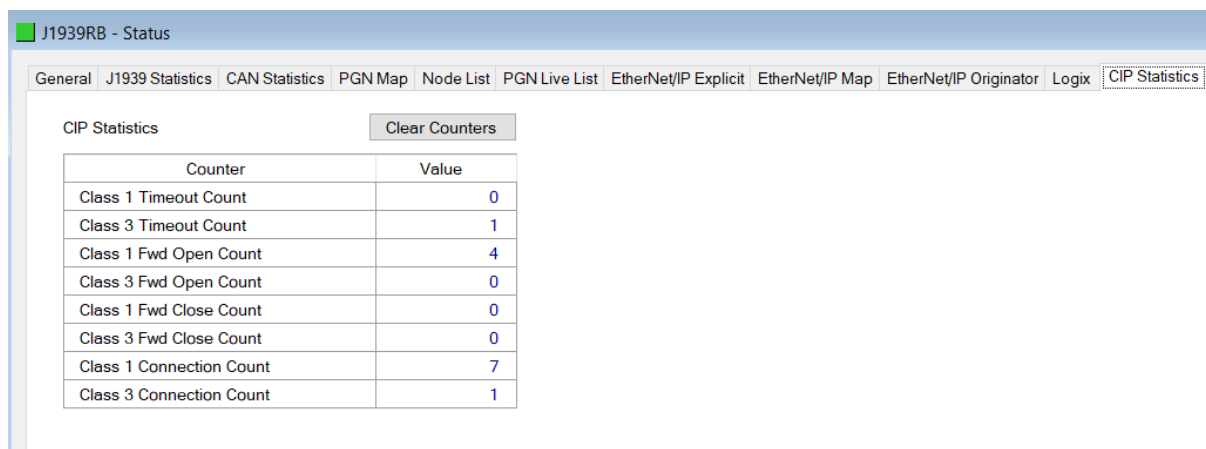 J1939RB - Status
General J1939 Statistics CAN Statistics PGN Map Node List PGN Live List EtherNet/IP Explicit EtherNet/IP Map EtherNet/IP Originator Logix CIP Statistics
CIP Statistics Clear Counters
Counter Value
Class 1 Timeout Count 0
Class 3 Timeout Count 1
Class 1 Fwd Open Count 4
Class 3 Fwd Open Count 0
Class 1 Fwd Close Count 0
Class 3 Fwd Close Count 0
Class 1 Connection Count 7
Class 3 Connection Count 1